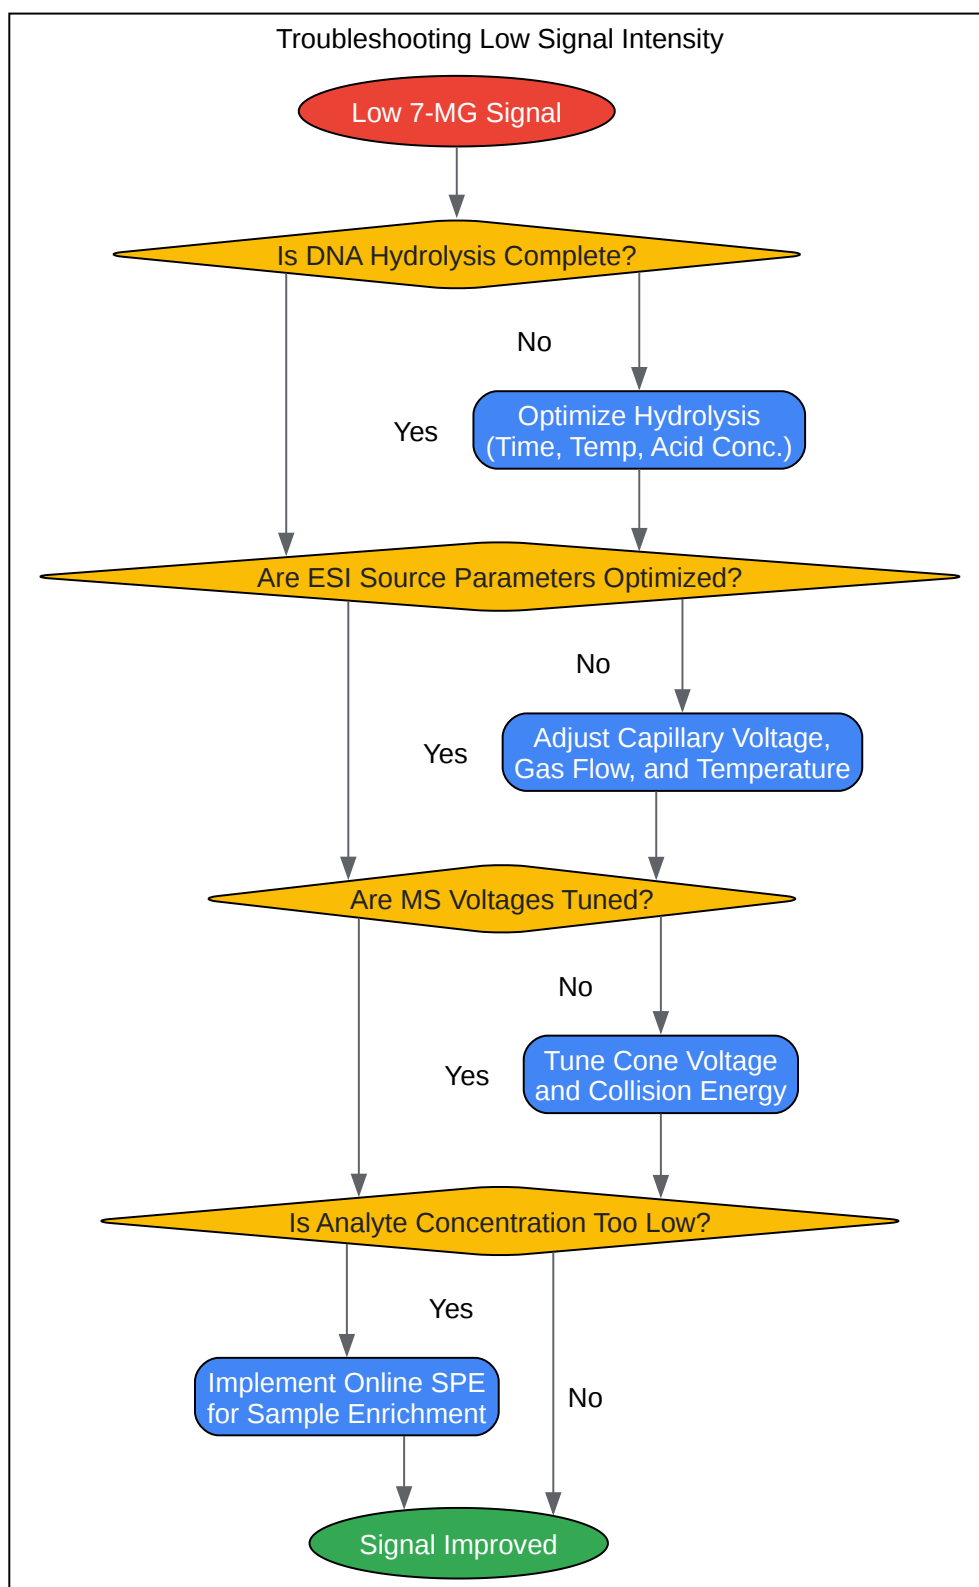 Troubleshooting Low Signal Intensity
Low 7-MG Signal
Is DNA Hydrolysis Complete?
No
Yes
Optimize Hydrolysis
(Time, Temp, Acid Conc.)
Are ESI Source Parameters Optimized?
No
Yes
Adjust Capillary Voltage,
Gas Flow, and Temperature
Are MS Voltages Tuned?
No
Yes
Tune Cone Voltage
and Collision Energy
Is Analyte Concentration Too Low?
Yes
Implement Online SPE
for Sample Enrichment
No
Signal Improved